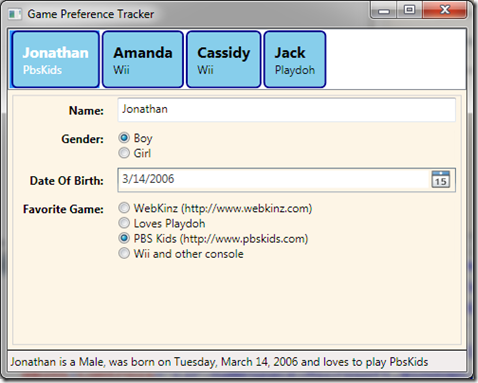 Game Preference Tracker
Jonathan Amanda Cassidy Jack
PbsKids Wii Wii Playdoh
Name: Jonathan
Gender: Boy
Girl
Date Of Birth: 3/14/2006 15
Favorite Game: WebKinz (http://www.webkinz.com)
Loves Playdoh
PBS Kids (http://www.pbskids.com)
Wii and other console
Jonathan is a Male, was born on Tuesday, March 14, 2006 and loves to play PbsKids